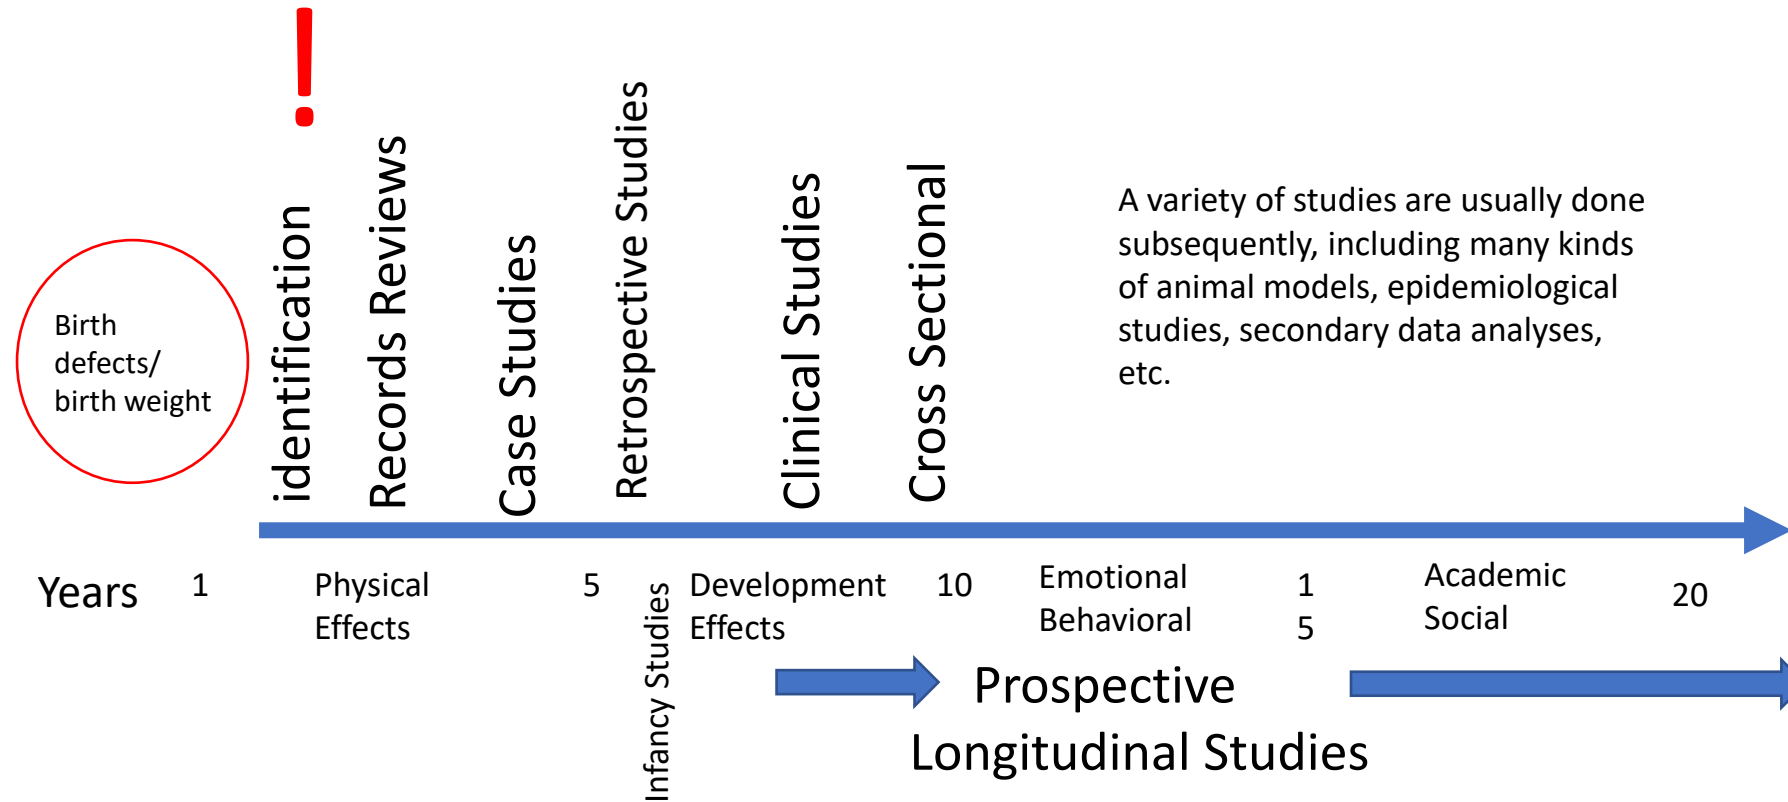 !
Birth
defects/
birth weight
identification
Records Reviews
Case Studies
Retrospective Studies
Clinical Studies
Cross Sectional
A variety of studies are usually done
subsequently, including many kinds
of animal models, epidemiological
studies, secondary data analyses,
etc.
Years
1
Physical
Effects
5
Infancy Studies
Development
Effects
10
Emotional
Behavioral
1
5
Academic
Social
20
Prospective
Longitudinal Studies